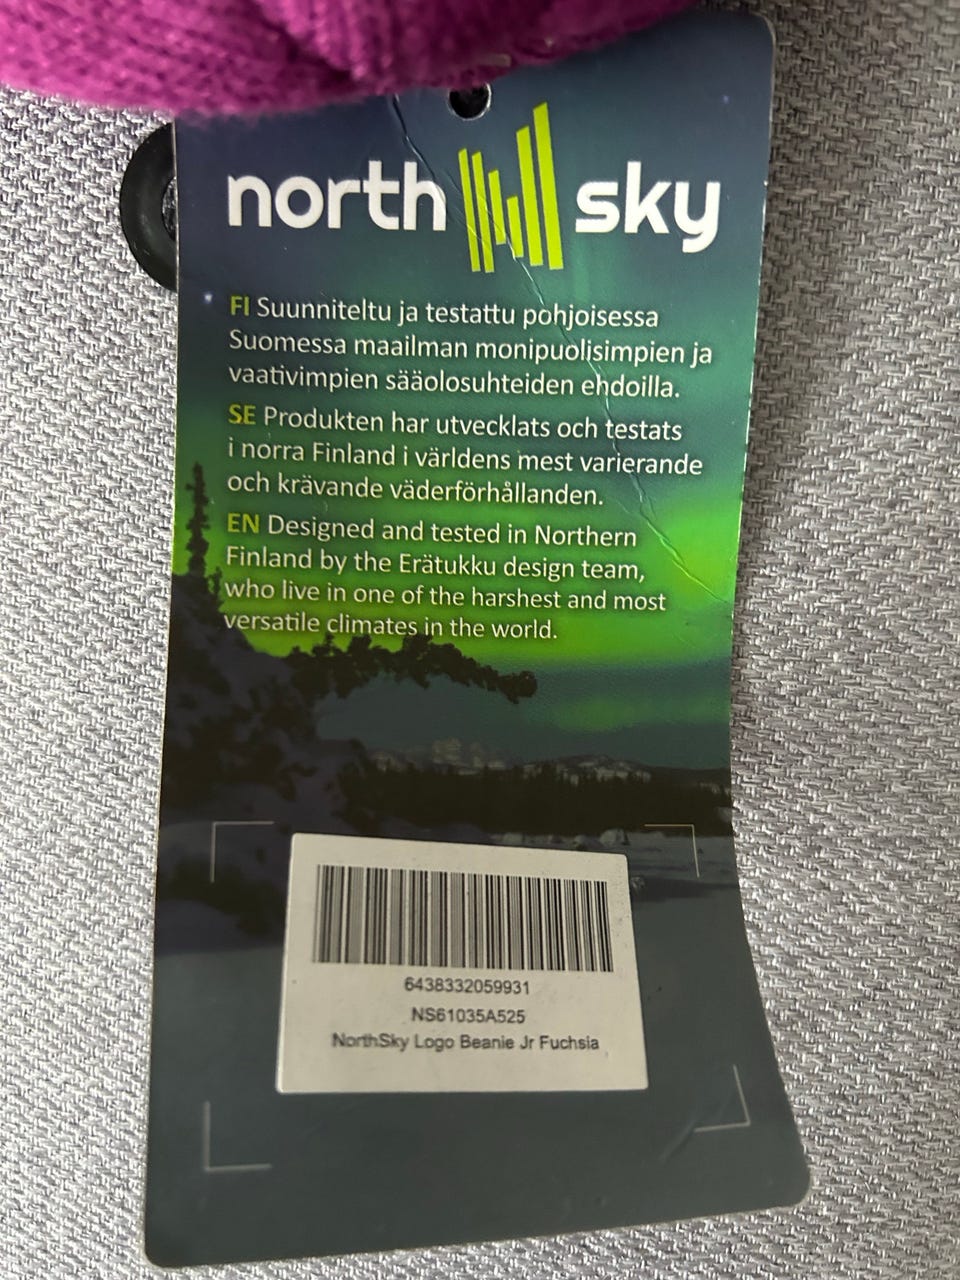 north sky
FI Suunniteltu ja testattu pohjoisessa
Suomessa maailman monipuolisimpien ja
vaativimpien sääolosuhteiden ehdoilla.
SE Produkten har utvecklats och testats
i norra Finland i världens mest varierande
och krävande väderförhållanden.
EN Designed and tested in Northern
Finland by the Erätukku design team,
who live in one of the harshest and most
versatile climates in the world.
6438332059931
NS61035A525
NorthSky Logo Beanie Jr Fuchsia